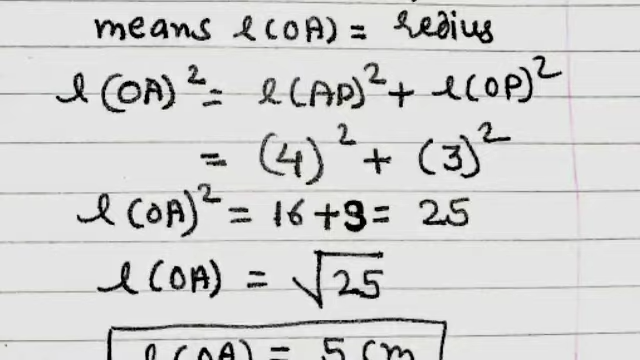 means l(OA) = redius
l(OA)² = l(AP)² + l(OP)²
= (4)² + (3)²
l(OA)² = 16 + 9 = 25
l(OA) = √25
l(OA) = 5 cm